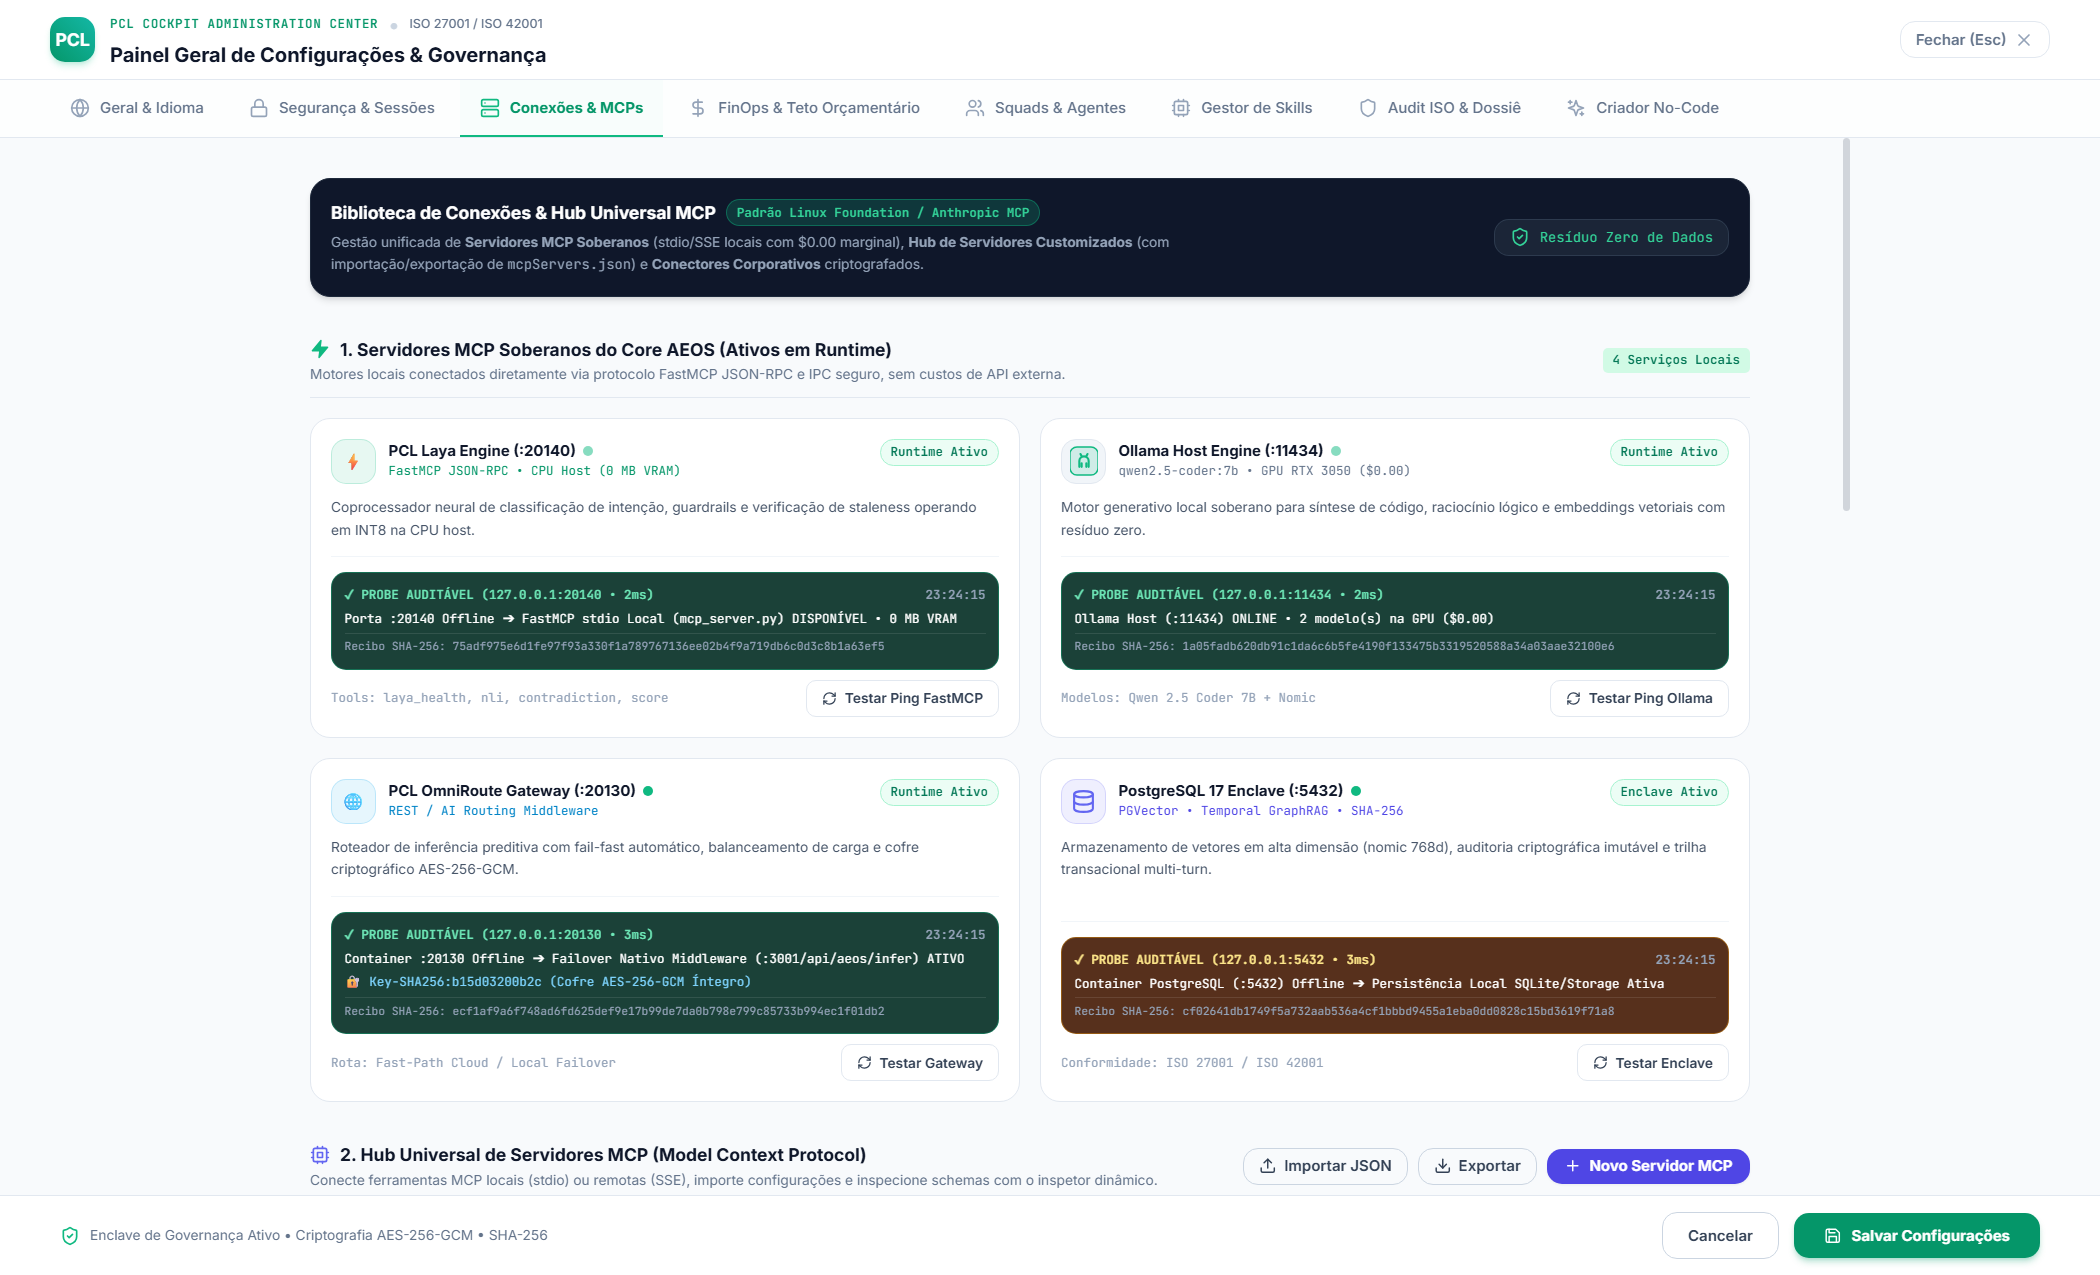 PCL
PCL COCKPIT ADMINISTRATION CENTER ISO 27001 / ISO 42001
Painel Geral de Configurações & Governança
Fechar (Esc)
Geral & Idioma
Segurança & Sessões
Conexões & MCPs
FinOps & Teto Orçamentário
Squads & Agentes
Gestor de Skills
Audit ISO & Dossiê
Criador No-Code
Biblioteca de Conexões & Hub Universal MCP Padrão Linux Foundation / Anthropic MCP
Gestão unificada de Servidores MCP Soberanos (stdio/SSE locais com $0.00 marginal), Hub de Servidores Customizados (com
importação/exportação de mcpServers.json) e Conectores Corporativos criptografados.
Resíduo Zero de Dados
1. Servidores MCP Soberanos do Core AEOS (Ativos em Runtime)
Motores locais conectados diretamente via protocolo FastMCP JSON-RPC e IPC seguro, sem custos de API externa.
4 Serviços Locais
PCL Laya Engine (:20140)
FastMCP JSON-RPC • CPU Host (0 MB VRAM)
Runtime Ativo
Coprocessador neural de classificação de intenção, guardrails e verificação de staleness operando
em INT8 na CPU host.
✓ PROBE AUDITÁVEL (127.0.0.1:20140 • 2ms) 23:24:15
Porta :20140 Offline ➔ FastMCP stdio Local (mcp_server.py) DISPONÍVEL • 0 MB VRAM
Recibo SHA-256: 75adf975e6d1fe97f93a330f1a789767136ee02b4f9a719db6c0d3c8b1a63ef5
Tools: laya_health, nli, contradiction, score
Testar Ping FastMCP
Ollama Host Engine (:11434)
qwen2.5-coder:7b • GPU RTX 3050 ($0.00)
Runtime Ativo
Motor generativo local soberano para síntese de código, raciocínio lógico e embeddings vetoriais com
resíduo zero.
✓ PROBE AUDITÁVEL (127.0.0.1:11434 • 2ms) 23:24:15
Ollama Host (:11434) ONLINE • 2 modelo(s) na GPU ($0.00)
Recibo SHA-256: 1a05fadb620db91c1da6c6b5fe4190f133475b3319520588a34a03aae32100e6
Modelos: Qwen 2.5 Coder 7B + Nomic
Testar Ping Ollama
PCL OmniRoute Gateway (:20130)
REST / AI Routing Middleware
Runtime Ativo
Roteador de inferência preditiva com fail-fast automático, balanceamento de carga e cofre
criptográfico AES-256-GCM.
✓ PROBE AUDITÁVEL (127.0.0.1:20130 • 3ms) 23:24:15
Container :20130 Offline ➔ Failover Nativo Middleware (:3001/api/aeos/infer) ATIVO
Key-SHA256:b15d03200b2c (Cofre AES-256-GCM Íntegro)
Recibo SHA-256: ecf1af9a6f748ad6fd625def9e17b99de7da0b798e799c85733b994ec1f01db2
Rota: Fast-Path Cloud / Local Failover
Testar Gateway
PostgreSQL 17 Enclave (:5432)
PGVector • Temporal GraphRAG • SHA-256
Enclave Ativo
Armazenamento de vetores em alta dimensão (nomic 768d), auditoria criptográfica imutável e trilha
transacional multi-turn.
✓ PROBE AUDITÁVEL (127.0.0.1:5432 • 3ms) 23:24:15
Container PostgreSQL (:5432) Offline ➔ Persistência Local SQLite/Storage Ativa
Recibo SHA-256: cf02641db1749f5a732aab536a4cf1bbbd9455a1eba0dd0828c15bd3619f71a8
Conformidade: ISO 27001 / ISO 42001
Testar Enclave
2. Hub Universal de Servidores MCP (Model Context Protocol)
Conecte ferramentas MCP locais (stdio) ou remotas (SSE), importe configurações e inspecione schemas com o inspetor dinâmico.
Importar JSON
Exportar
Novo Servidor MCP
Enclave de Governança Ativo • Criptografia AES-256-GCM • SHA-256
Cancelar
Salvar Configurações